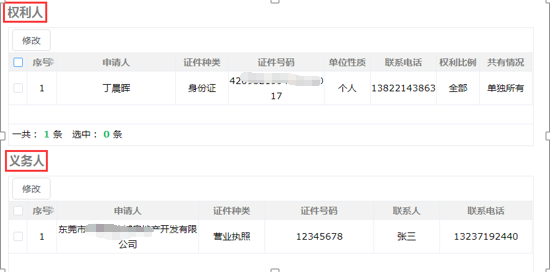 权利人
修改
序号 申请人 证件种类 证件号码 单位性质 联系电话 权利比例 共有情况
1 丁晨晖 身份证 17 个人 13822143863 全部 单独所有
一共： 1 条 选中： 0 条
义务人
修改
序号 申请人 证件种类 证件号码 联系人 联系电话
1 东莞市 产开发有限 营业执照 12345678 张三 13237192440
公司